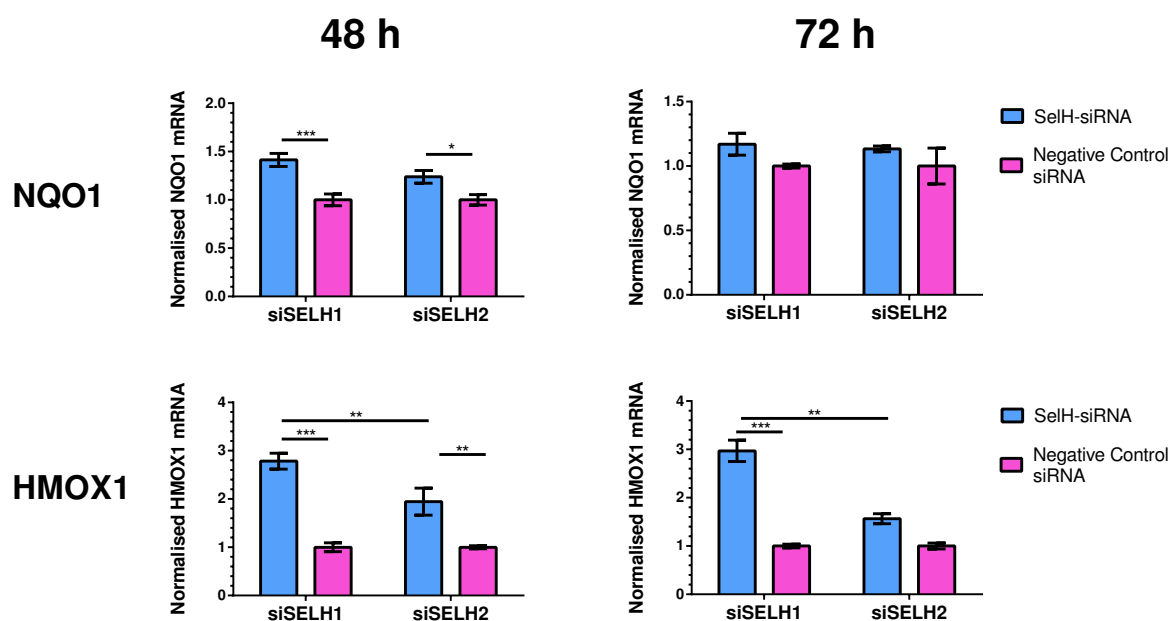 48 h
72 h
NQO1
Normalised NQO1 mRNA
2.0
1.5
1.0
0.5
0.0
***
*
siSELH1
siSELH2
Normalised NQO1 mRNA
1.5
1.0
0.5
0.0
siSELH1
siSELH2
SelH-siRNA
Negative Control
siRNA
HMOX1
Normalised HMOX1 mRNA
4
3
2
1
0
**
***
**
siSELH1
siSELH2
Normalised HMOX1 mRNA
4
3
2
1
0
**
***
siSELH1
siSELH2
SelH-siRNA
Negative Control
siRNA